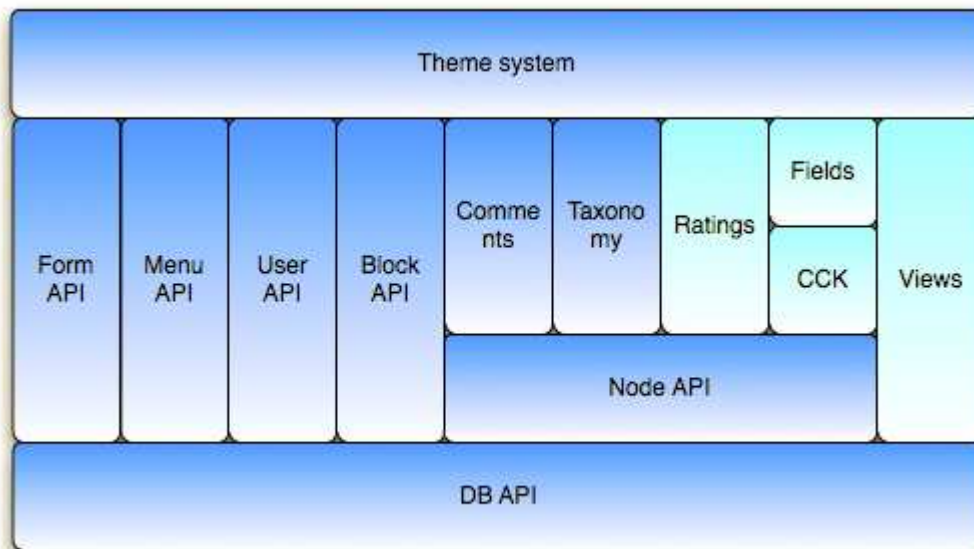 Theme system
Form
API
Menu
API
User
API
Block
API
Comme
nts
Taxono
my
Ratings
Fields
CCK
Views
Node API
DB API